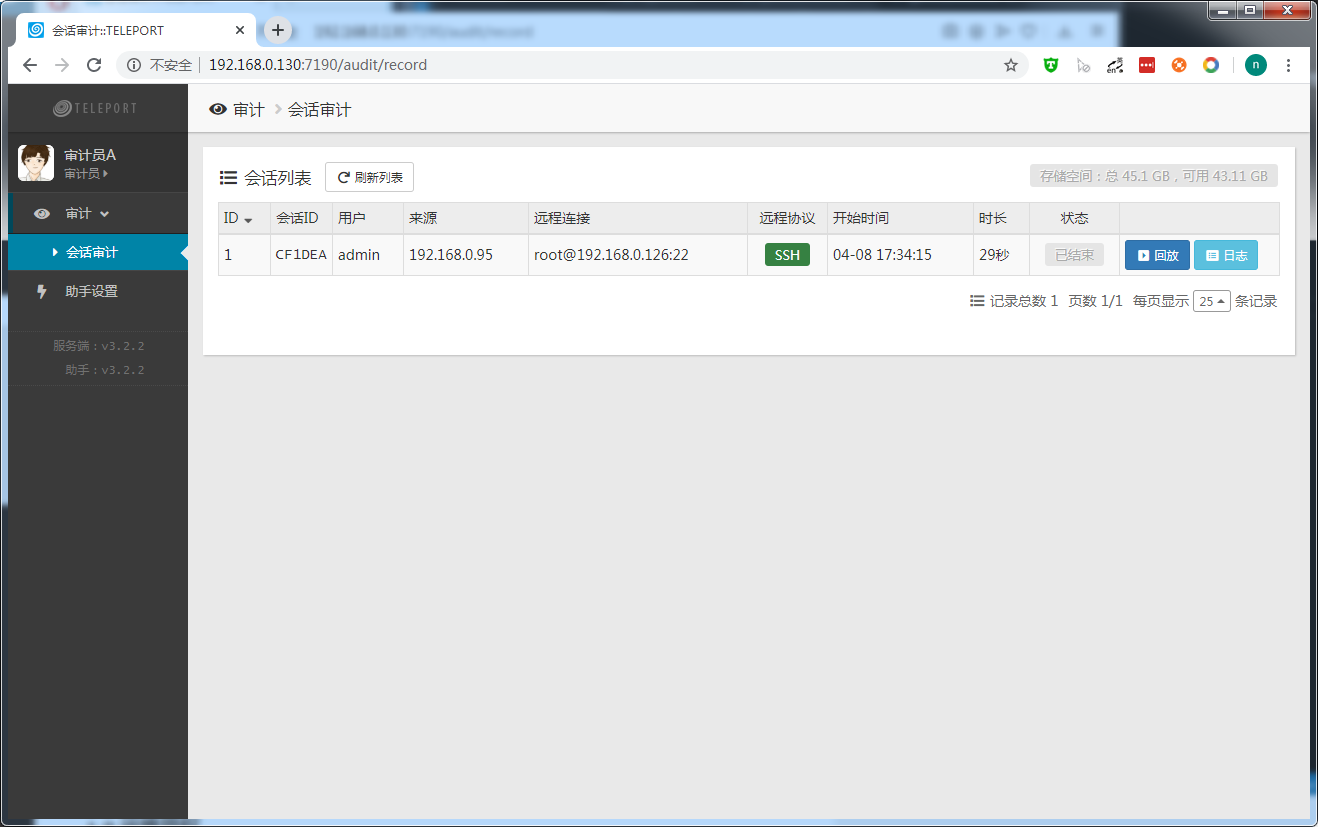 会话审计::TELEPORT
不安全 192.168.0.130:7190/audit/record
en 英
n
TELEPORT
审计 会话审计
审计员A
审计员
审计
会话审计
助手设置
服务端：v3.2.2
助手：v3.2.2
会话列表 刷新列表 存储空间：总 45.1 GB，可用 43.11 GB
ID 会话ID 用户 来源 远程连接 远程协议 开始时间 时长 状态
1 CF1DEA admin 192.168.0.95 root@192.168.0.126:22 SSH 04-08 17:34:15 29秒 已结束 回放 日志
记录总数 1 页数 1/1 每页显示 25 条记录